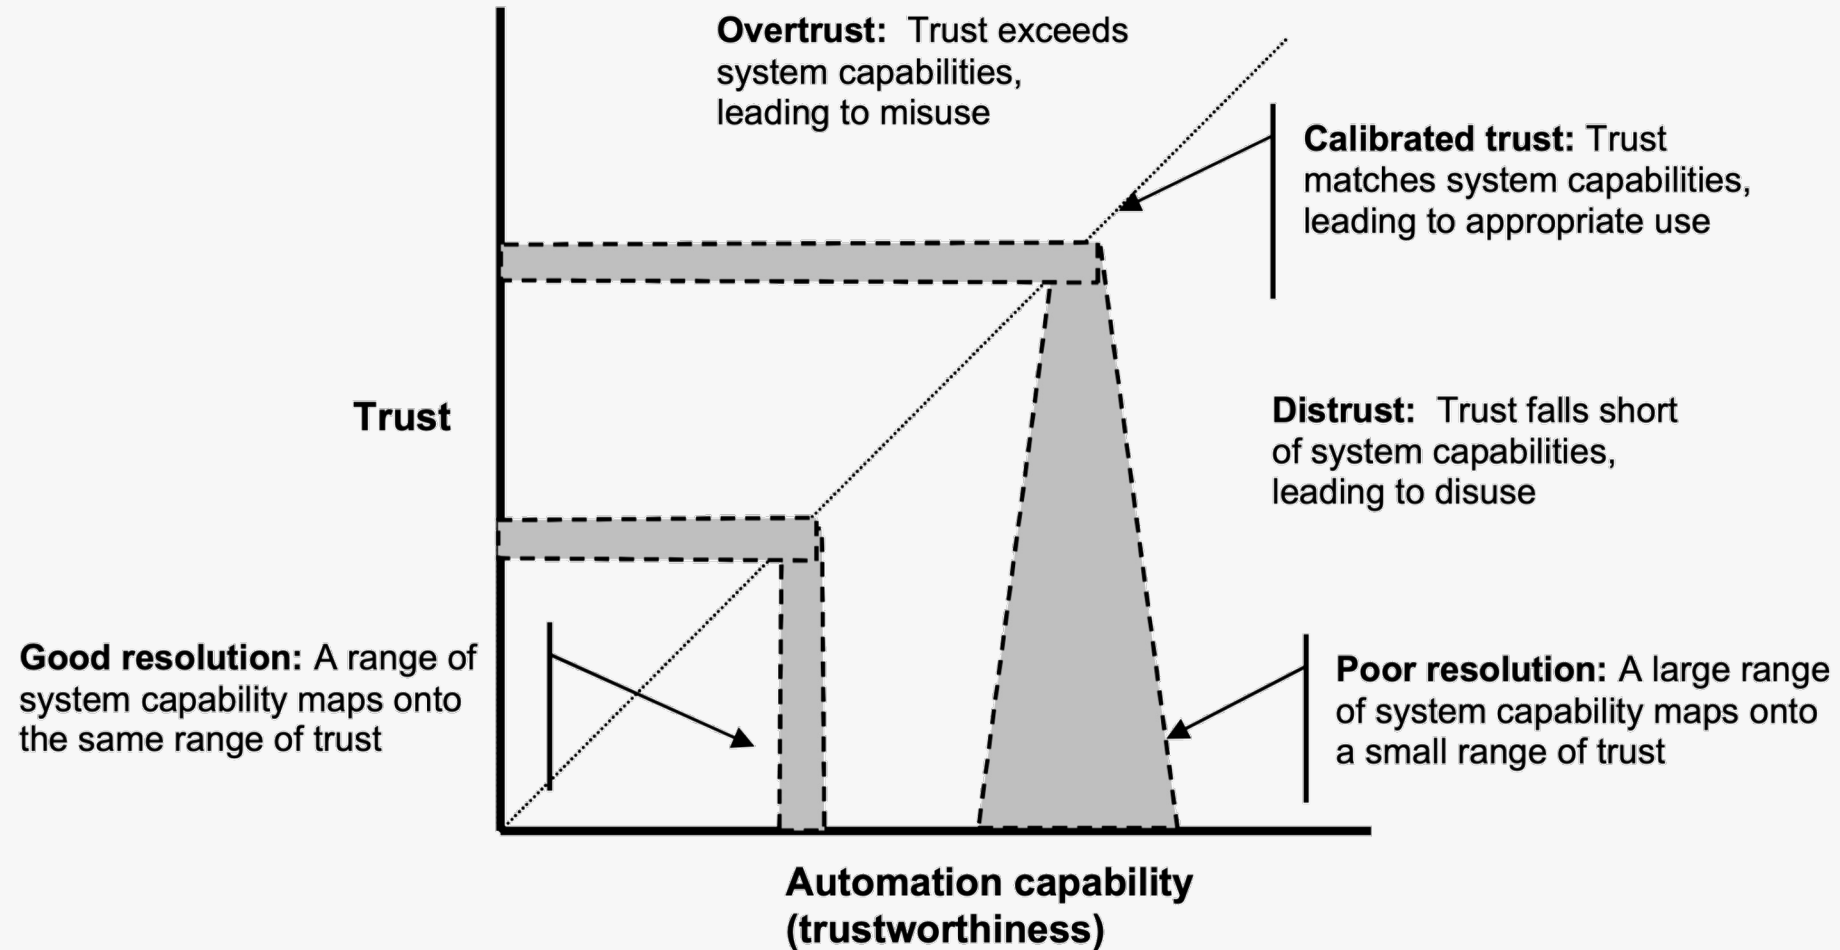 Overtrust: Trust exceeds
system capabilities,
leading to misuse
Calibrated trust: Trust
matches system capabilities,
leading to appropriate use
Trust
Distrust: Trust falls short
of system capabilities,
leading to disuse
Good resolution: A range of
system capability maps onto
the same range of trust
Poor resolution: A large range
of system capability maps onto
a small range of trust
Automation capability
(trustworthiness)